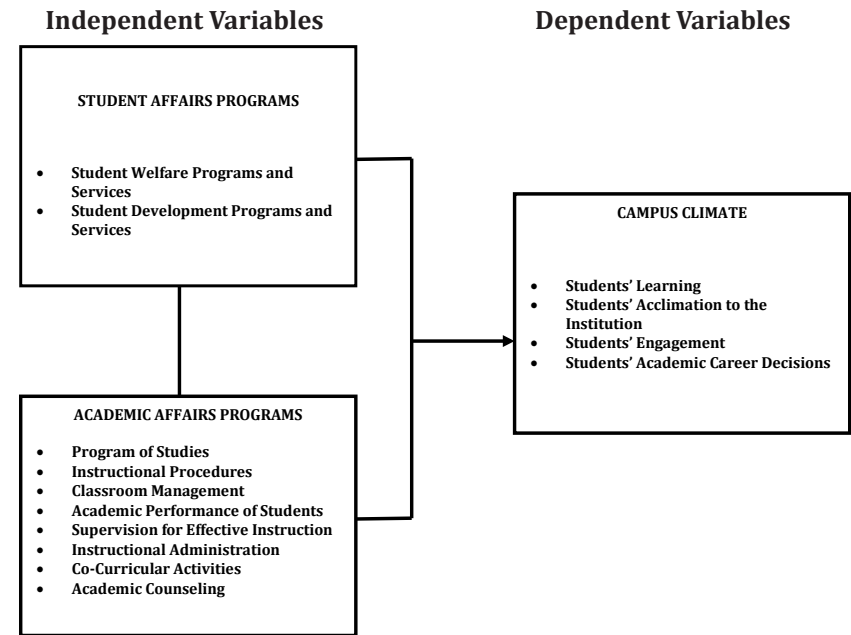 Independent Variables
Dependent Variables
STUDENT AFFAIRS PROGRAMS
• Student Welfare Programs and
Services
• Student Development Programs and
Services
CAMPUS CLIMATE
• Students’ Learning
• Students’ Acclimation to the
Institution
• Students’ Engagement
• Students’ Academic Career Decisions
ACADEMIC AFFAIRS PROGRAMS
• Program of Studies
• Instructional Procedures
• Classroom Management
• Academic Performance of Students
• Supervision for Effective Instruction
• Instructional Administration
• Co-Curricular Activities
• Academic Counseling